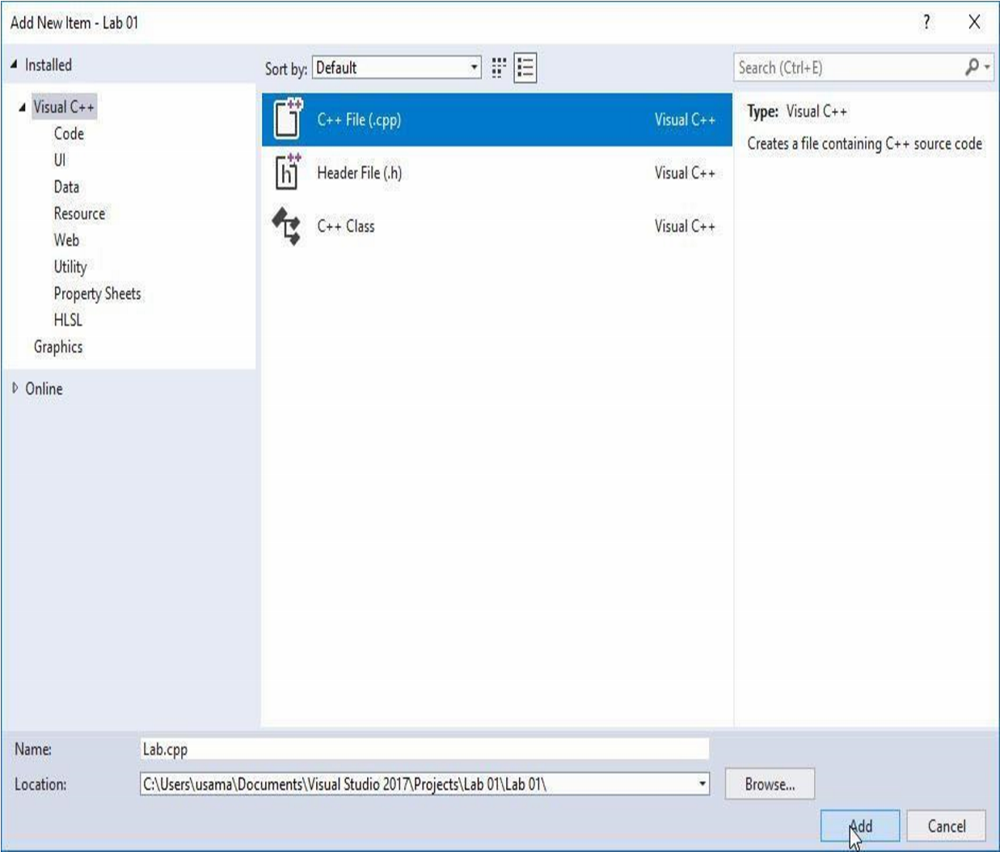 Add New Item - Lab 01
?
X
Installed
Sort by: Default
Search (Ctrl+E)
Visual C++
Code
UI
Data
Resource
Web
Utility
Property Sheets
HLSL
Graphics
Online
C++ File (.cpp) Visual C++
Header File (.h) Visual C++
C++ Class Visual C++
Type: Visual C++
Creates a file containing C++ source code
Name: Lab.cpp
Location: C:\Users\usama\Documents\Visual Studio 2017\Projects\Lab 01\Lab 01\
Browse...
Add
Cancel